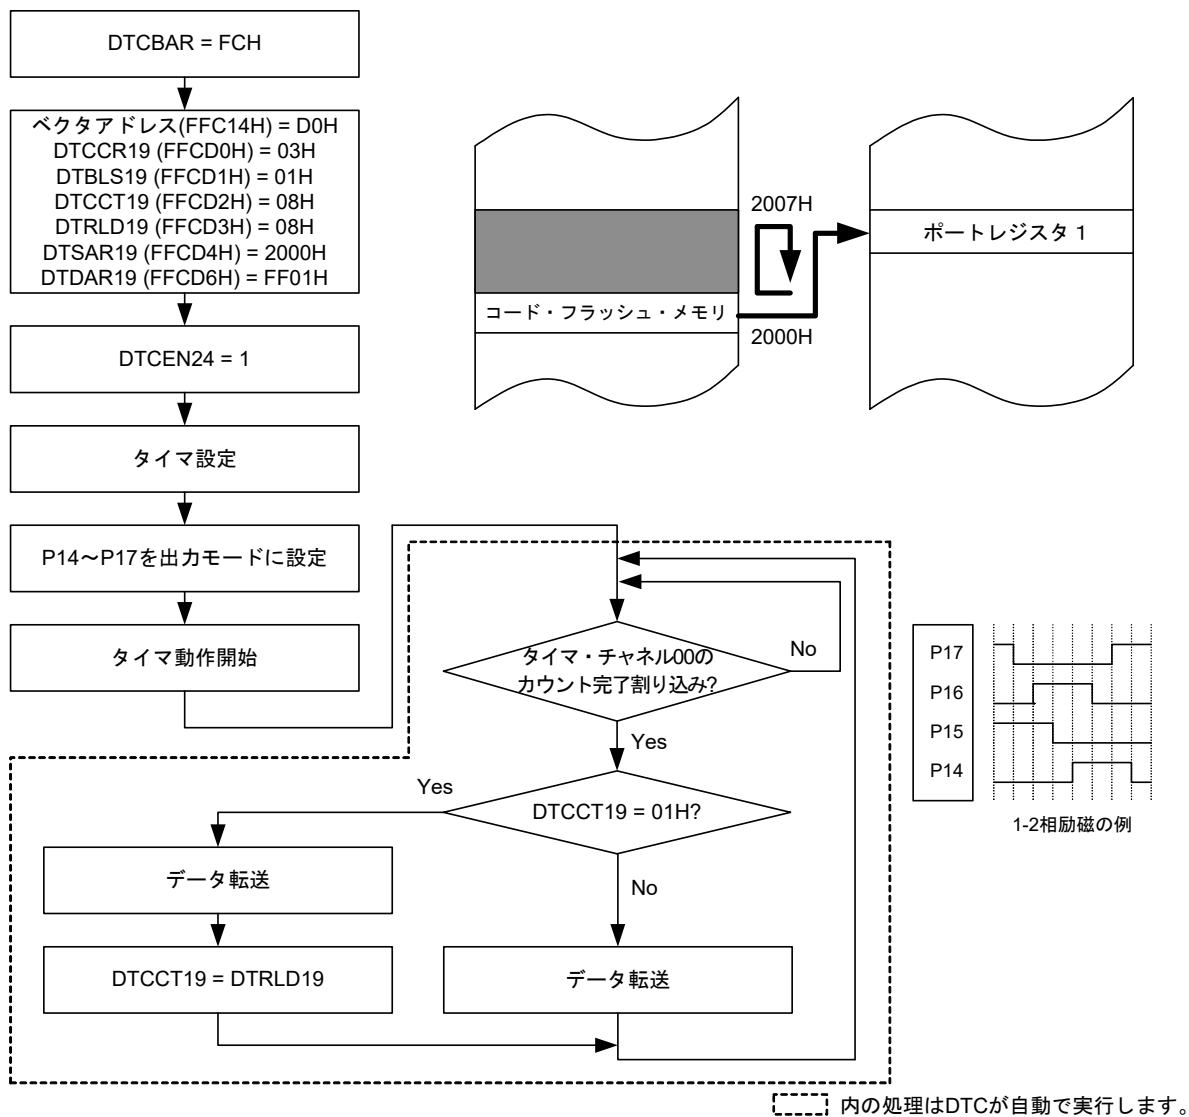 DTCBAR = FCH
ベクタアドレス(FFC14H) = D0H
DTCCR19 (FFCD0H) = 03H
DTBLS19 (FFCD1H) = 01H
DTCCT19 (FFCD2H) = 08H
DTRLD19 (FFCD3H) = 08H
DTSAR19 (FFCD4H) = 2000H
DTDAR19 (FFCD6H) = FF01H
DTCEN24 = 1
タイマ設定
P14～P17を出力モードに設定
タイマ動作開始
2007H
ポートレジスタ１
コード・フラッシュ・メモリ
2000H
タイマ・チャネル00の
カウント完了割り込み?
No
Yes
DTCCT19 = 01H?
Yes
No
データ転送
DTCCT19 = DTRLD19
データ転送
P17
P16
P15
P14
1-2相励磁の例
内の処理はDTCが自動で実行します。